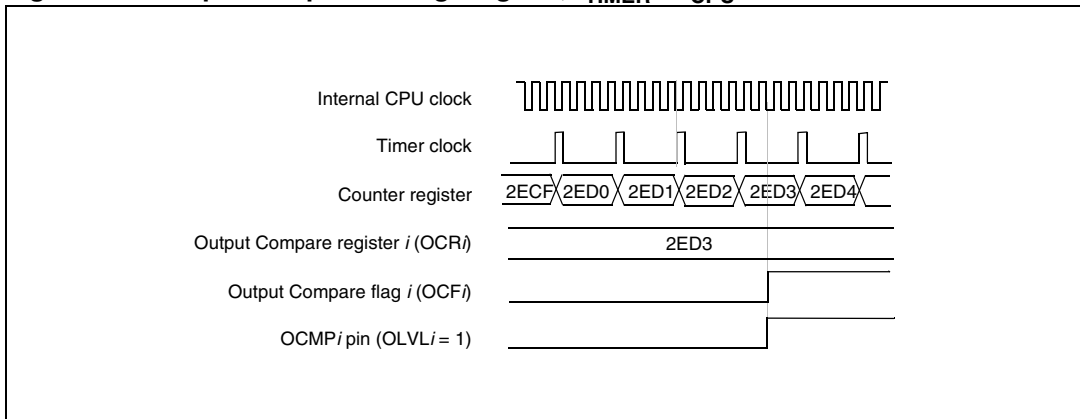 Internal CPU clock
Timer clock
Counter register
2ECF 2ED0 2ED1 2ED2 2ED3 2ED4
Output Compare register i (OCRi)
2ED3
Output Compare flag i (OCFi)
OCMPi pin (OLVLi = 1)